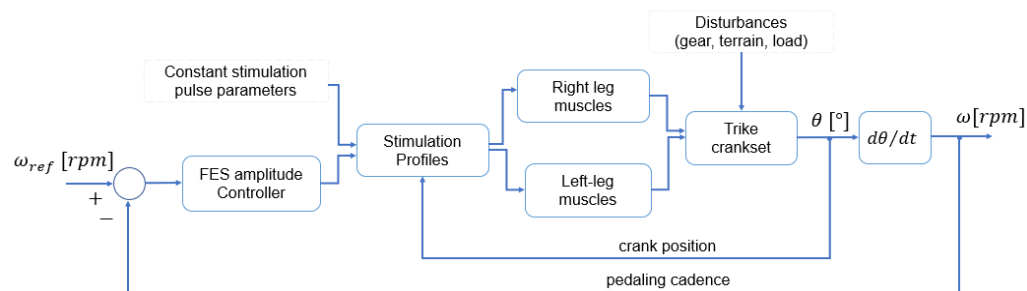 Disturbances
(gear, terrain, load)
Constant stimulation
pulse parameters
Right leg
muscles
Trike
crankset
θ [°]
dθ/dt
ω[rpm]
Stimulation
Profiles
ω_ref [rpm]
+
−
FES amplitude
Controller
Left-leg
muscles
crank position
pedaling cadence